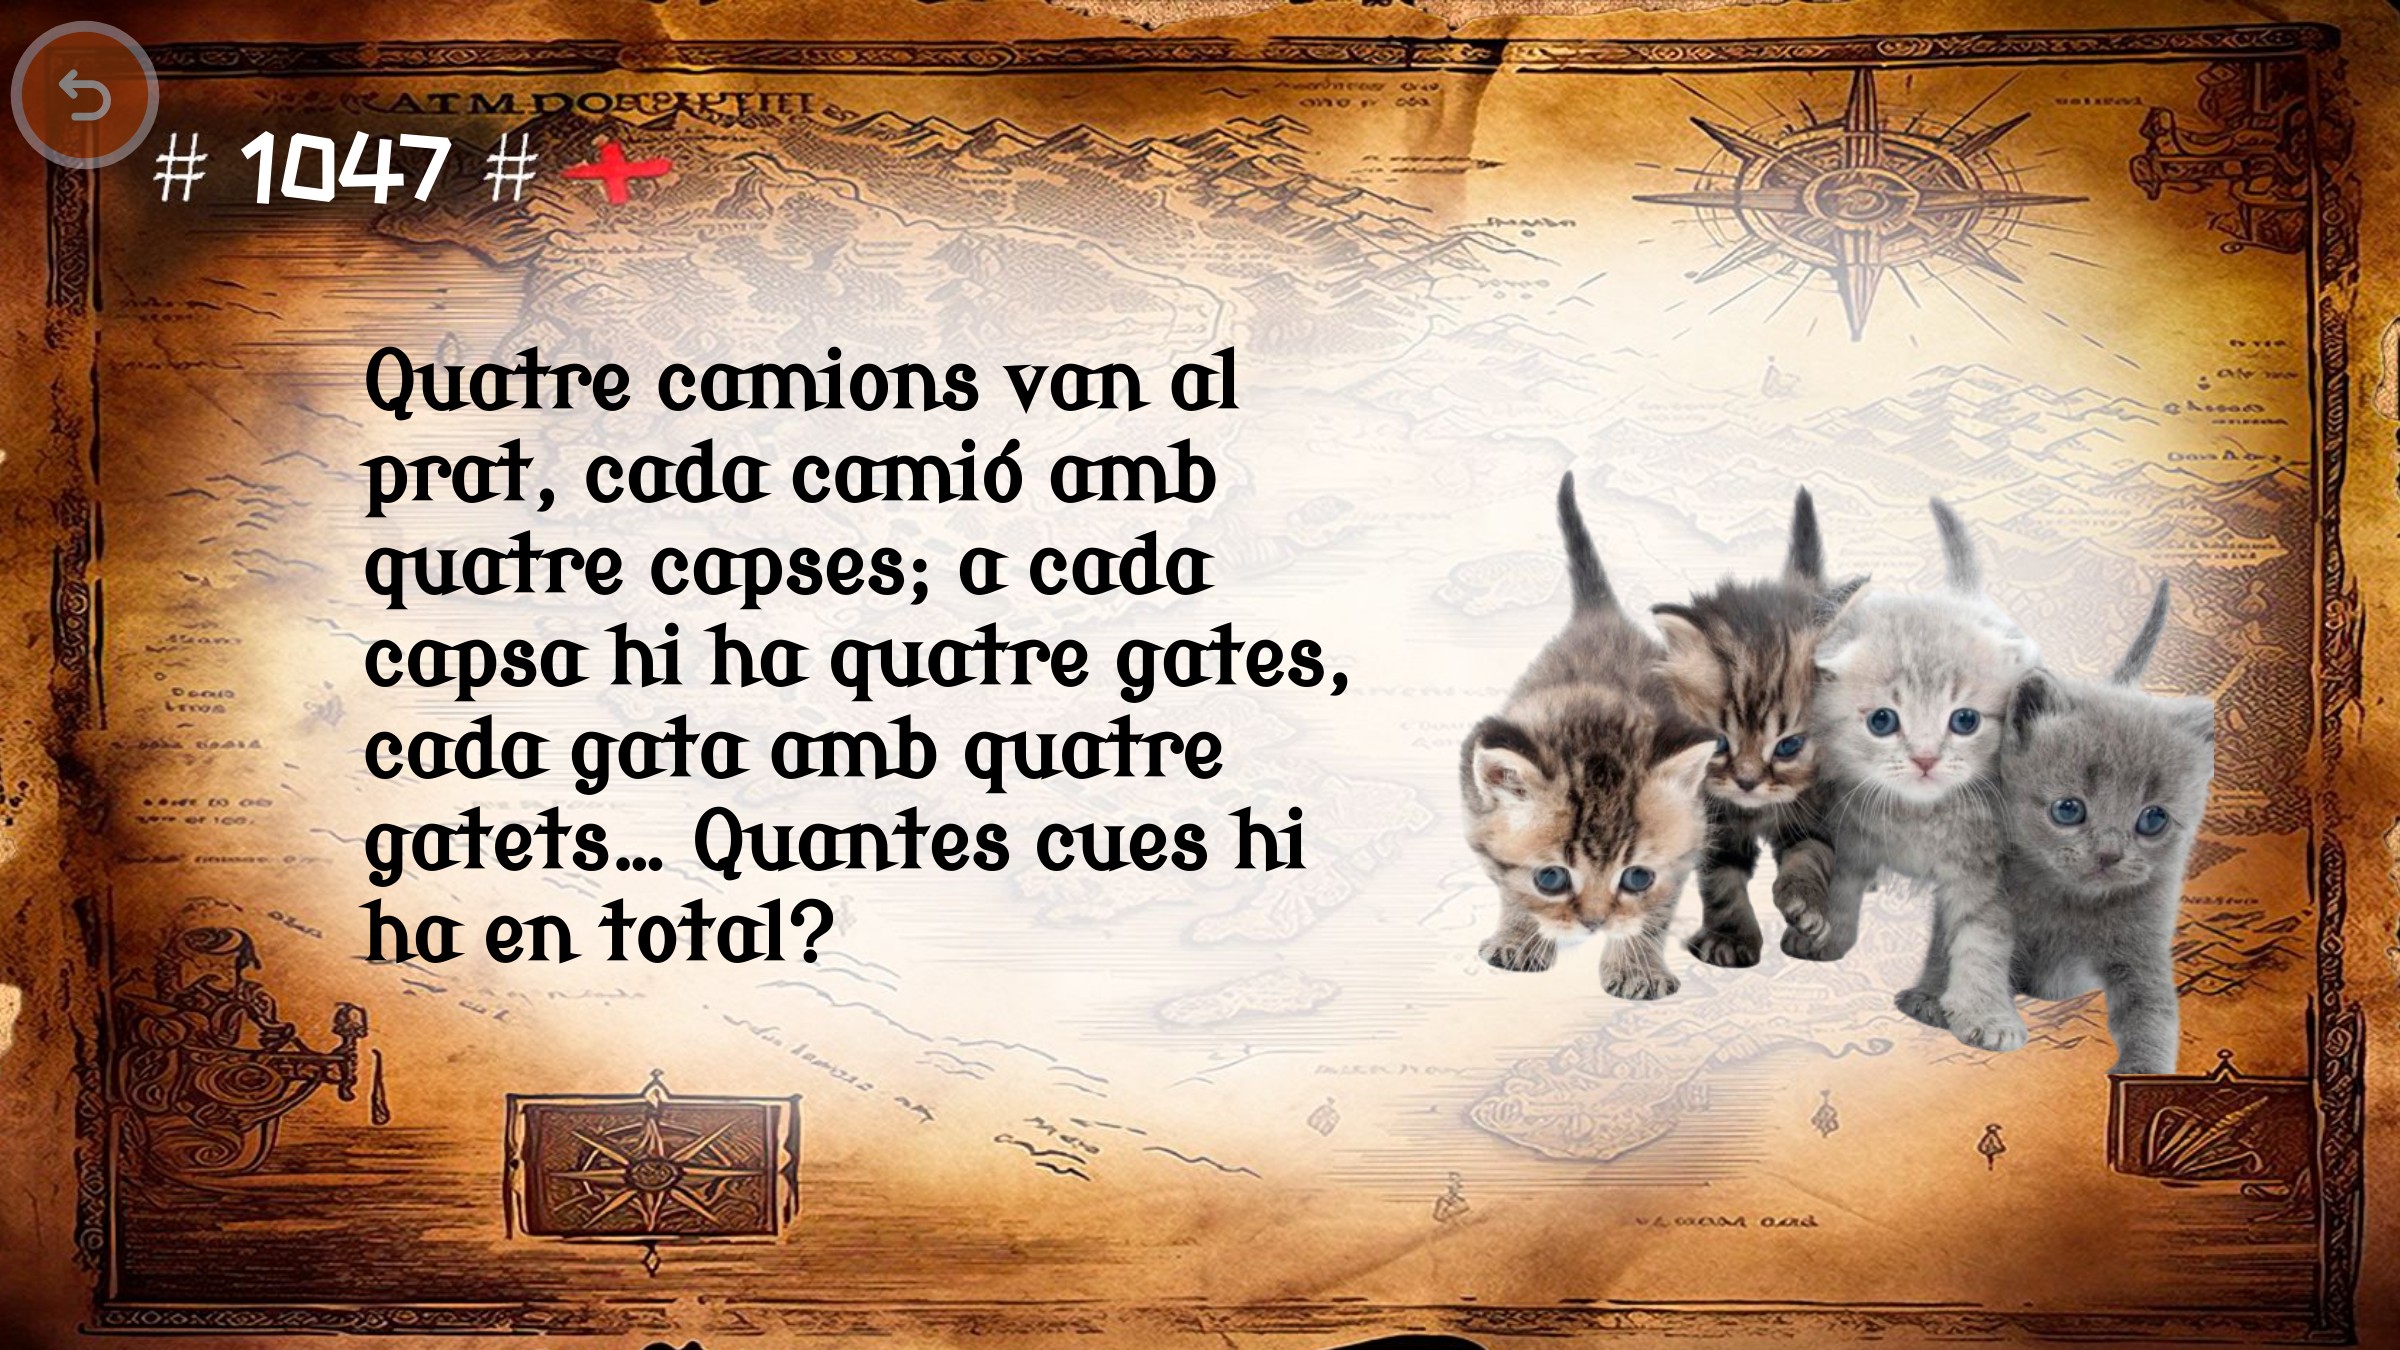 # 1047 #
Quatre camions van al
prat, cada camió amb
quatre capses; a cada
capsa hi ha quatre gates,
cada gata amb quatre
gatets... Quantes cues hi
ha en total?